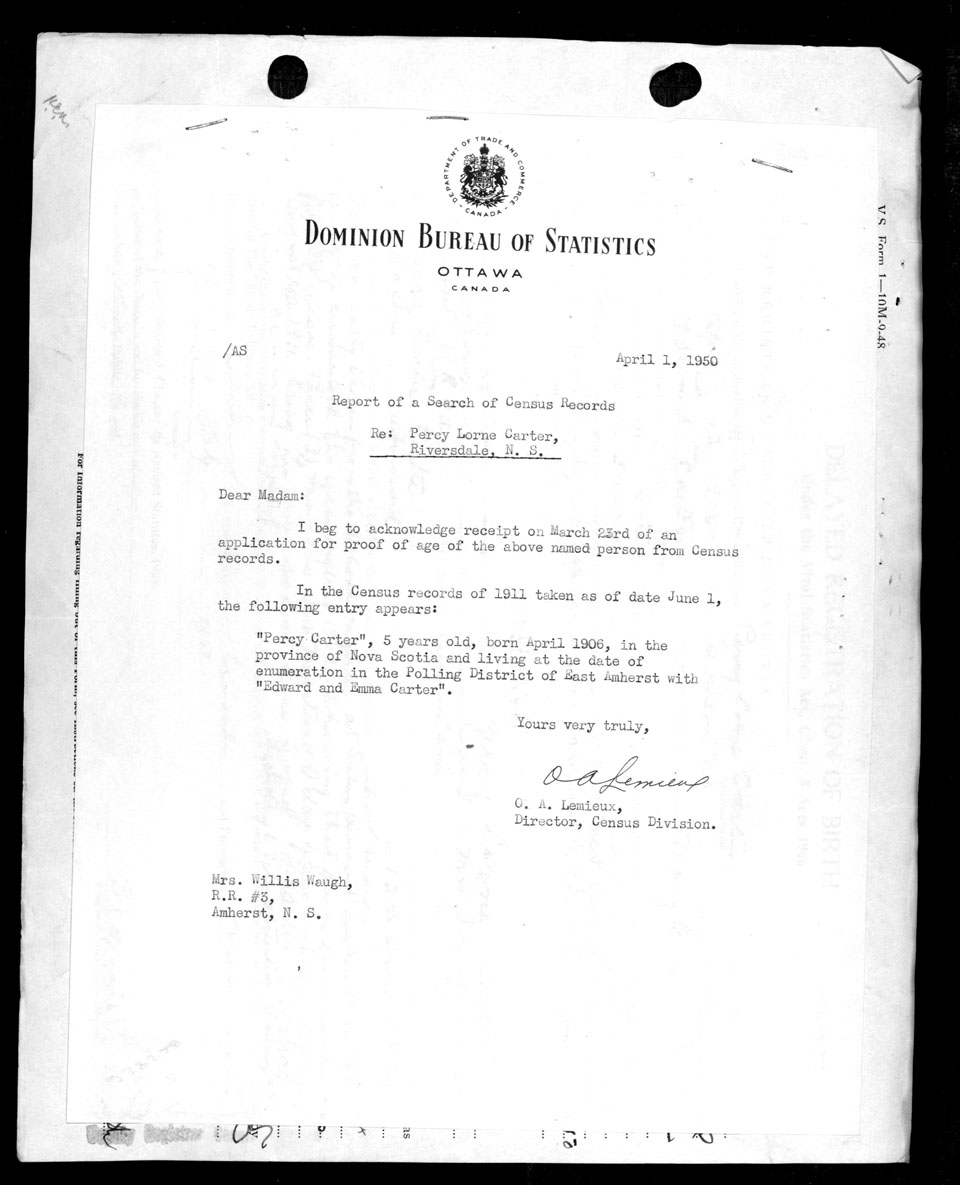 DEPARTMENT OF TRADE AND COMMERCE
- CANADA -
DOMINION BUREAU OF STATISTICS
OTTAWA
CANADA
V.S. Form 1—10M-9-48
/AS
April 1, 1950
Report of a Search of Census Records
Re: Percy Lorne Carter,
Riversdale, N. S.
Dear Madam:
I beg to acknowledge receipt on March 23rd of an
application for proof of age of the above named person from Census
records.
In the Census records of 1911 taken as of date June 1,
the following entry appears:
"Percy Carter", 5 years old, born April 1906, in the
province of Nova Scotia and living at the date of
enumeration in the Polling District of East Amherst with
"Edward and Emma Carter".
Yours very truly,
O A Lemieux
O. A. Lemieux,
Director, Census Division.
Mrs. Willis Waugh,
R.R. #3,
Amherst, N. S.